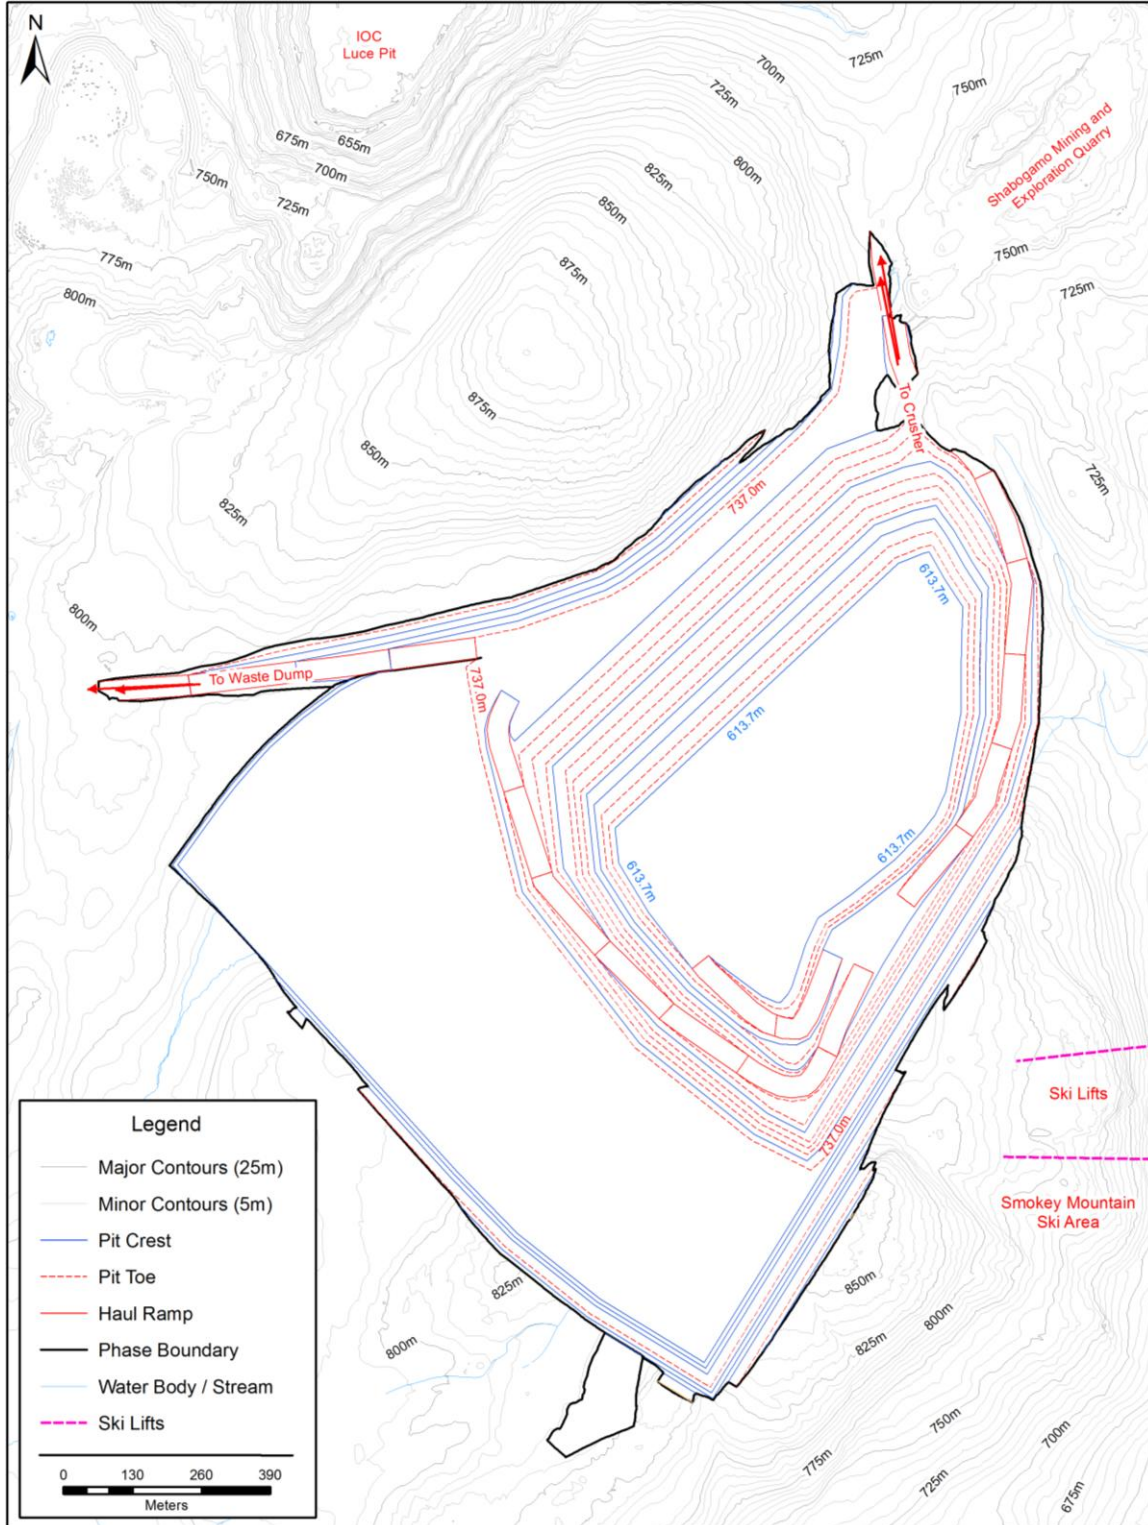 N
IOC
Luce Pit
700m
725m
725m
750m
Shabogamo Mining and
Exploration Quarry
675m
655m
700m
750m
725m
800m
825m
850m
750m
775m
875m
725m
800m
875m
To Crusher
850m
725m
825m
737.0m
613.7m
800m
To Waste Dump
737.0m
613.7m
613.7m
613.7m
737.0m
Ski Lifts
Smokey Mountain
Ski Area
825m
850m
800m
800m
825m
750m
700m
775m
725m
675m
Legend
Major Contours (25m)
Minor Contours (5m)
Pit Crest
Pit Toe
Haul Ramp
Phase Boundary
Water Body / Stream
Ski Lifts
0 130 260 390
Meters